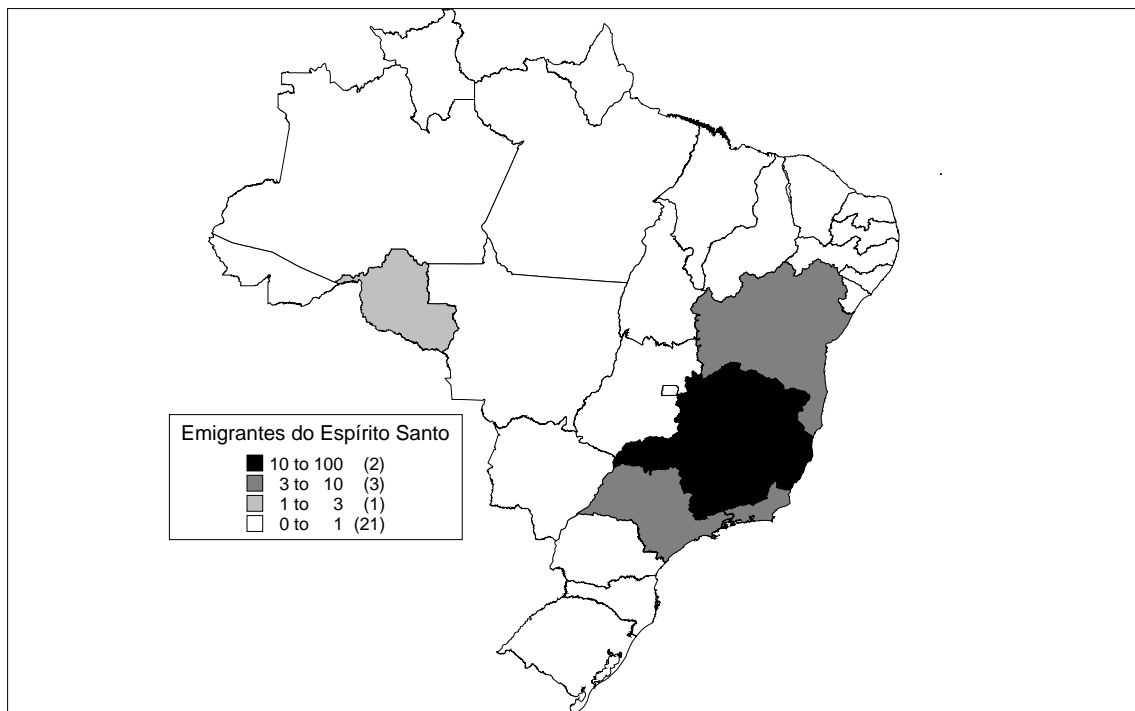 Emigrantes do Espírito Santo
10 to 100 (2)
3 to 10 (3)
1 to 3 (1)
0 to 1 (21)